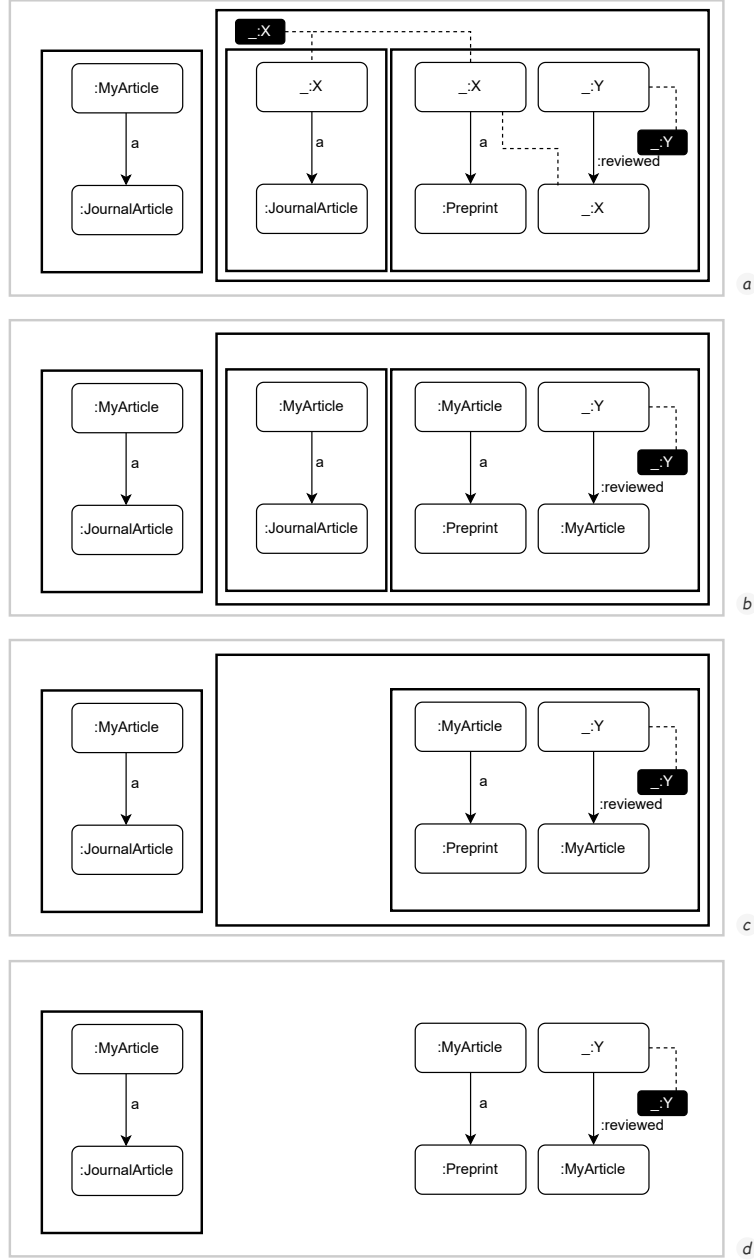 _:X
:MyArticle _:X _:X _:Y
a a a _:Y
:reviewed
:JournalArticle :JournalArticle :Preprint _:X
a
:MyArticle :MyArticle :MyArticle _:Y
a a a _:Y
:reviewed
:JournalArticle :JournalArticle :Preprint :MyArticle
b
:MyArticle :MyArticle _:Y
a a _:Y
:reviewed
:JournalArticle :Preprint :MyArticle
c
:MyArticle :MyArticle _:Y
a a _:Y
:reviewed
:JournalArticle :Preprint :MyArticle
d